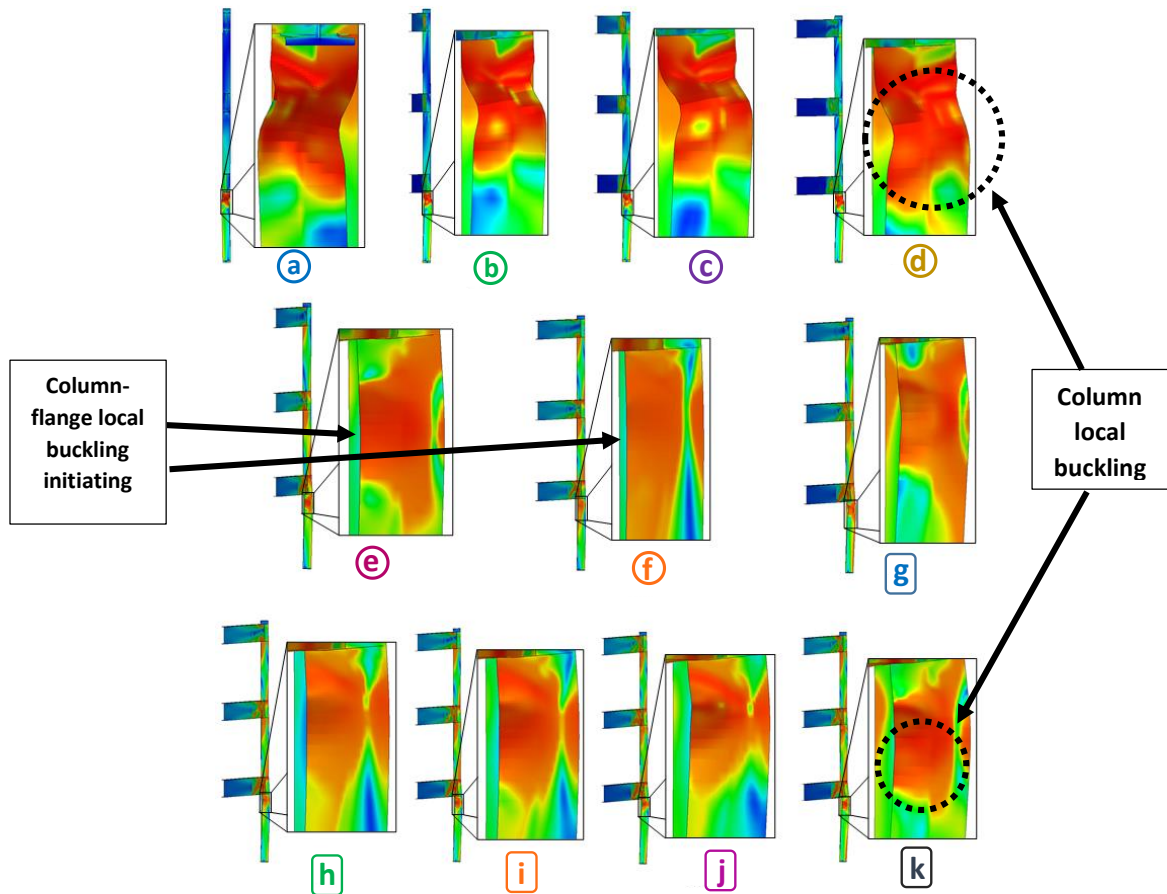 a
b
c
d
Column-
flange local
buckling
initiating
Column
local
buckling
e
f
g
h
i
j
k